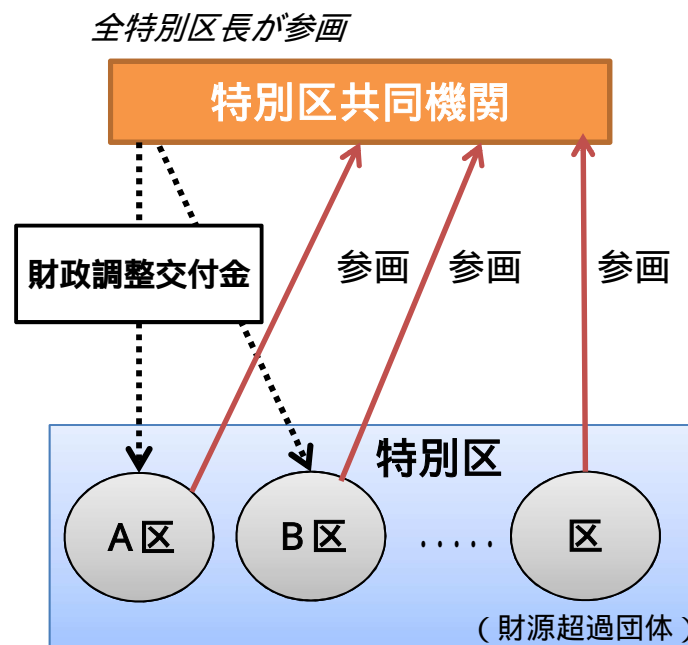 全特別区長が参画
特別区共同機関
財政調整交付金
参画 参画 参画
特別区
A区 B区 ..... 区
(財源超過団体)